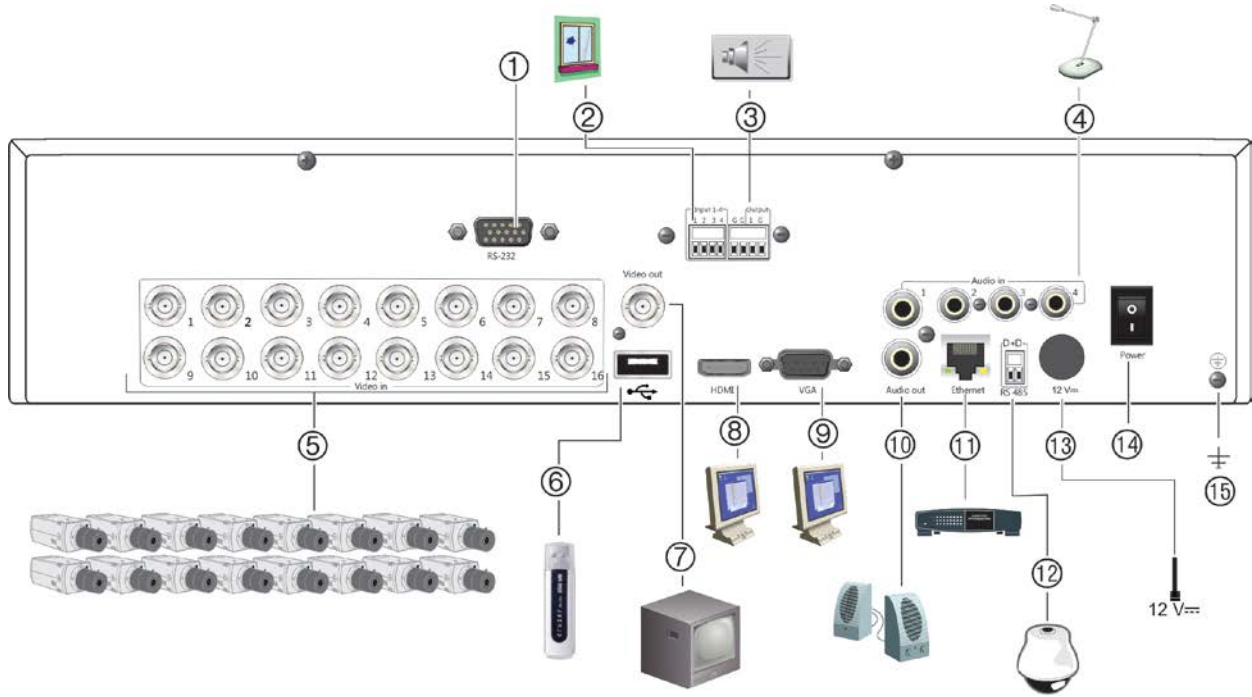 ①
②
③
④
Input 1-4
Output
1 2 3 4
G G 1 G
RS-232
Video out
Audio in
1 2 3 4
1 2 3 4 5 6 7 8
9 10 11 12 13 14 15 16
Video in
HDMI
VGA
Audio out
Ethernet
D+D-
RS-485
12 V
Power
⑤
⑥
⑦
⑧
⑨
⑩
⑪
⑫
⑬
⑭
⑮
12 V